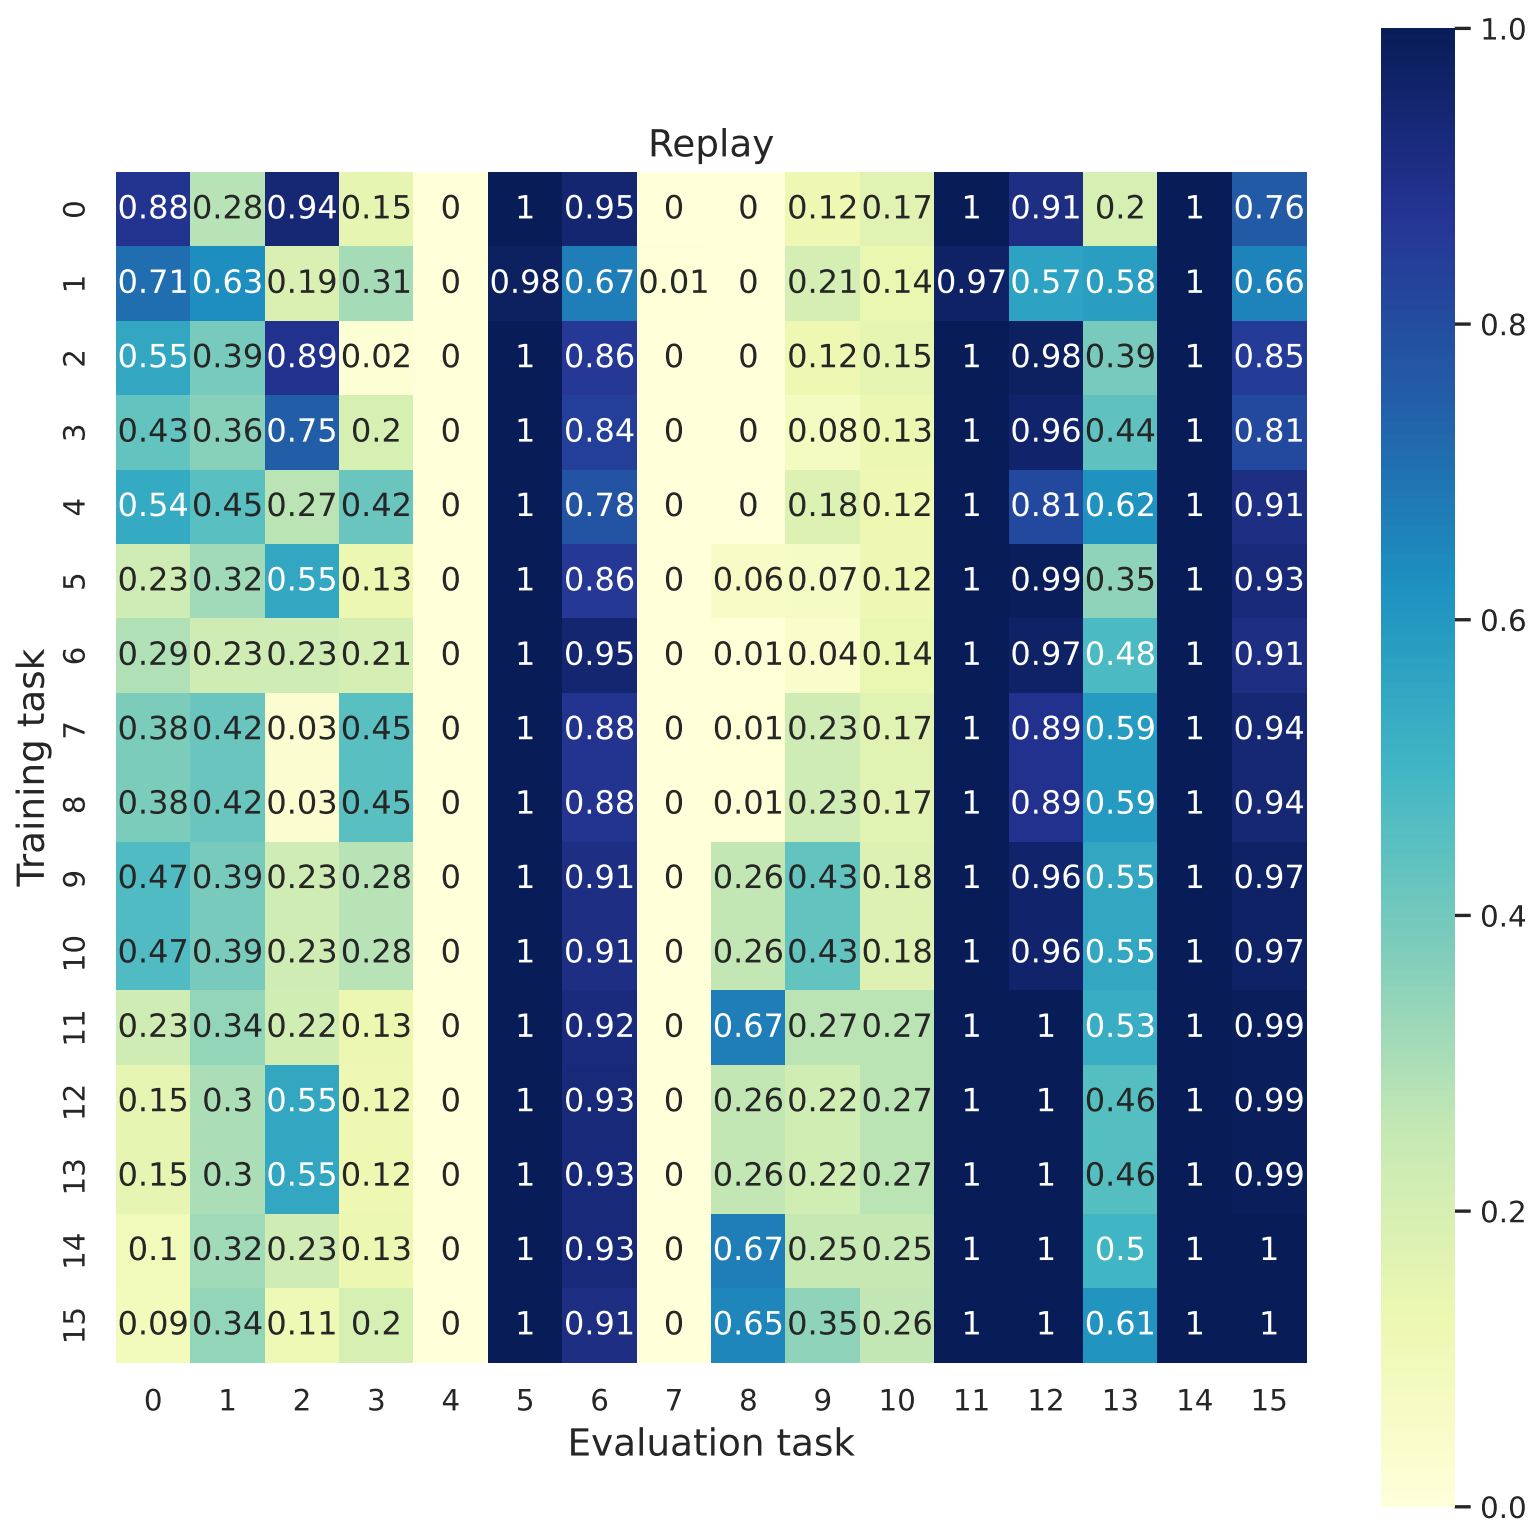 Replay
0 0.88 0.28 0.94 0.15 0 1 0.95 0 0 0.12 0.17 1 0.91 0.2 1 0.76
1 0.71 0.63 0.19 0.31 0 0.98 0.67 0.01 0 0.21 0.14 0.97 0.57 0.58 1 0.66
2 0.55 0.39 0.89 0.02 0 1 0.86 0 0 0.12 0.15 1 0.98 0.39 1 0.85
3 0.43 0.36 0.75 0.2 0 1 0.84 0 0 0.08 0.13 1 0.96 0.44 1 0.81
4 0.54 0.45 0.27 0.42 0 1 0.78 0 0 0.18 0.12 1 0.81 0.62 1 0.91
5 0.23 0.32 0.55 0.13 0 1 0.86 0 0.06 0.07 0.12 1 0.99 0.35 1 0.93
6 0.29 0.23 0.23 0.21 0 1 0.95 0 0.01 0.04 0.14 1 0.97 0.48 1 0.91
7 0.38 0.42 0.03 0.45 0 1 0.88 0 0.01 0.23 0.17 1 0.89 0.59 1 0.94
8 0.38 0.42 0.03 0.45 0 1 0.88 0 0.01 0.23 0.17 1 0.89 0.59 1 0.94
9 0.47 0.39 0.23 0.28 0 1 0.91 0 0.26 0.43 0.18 1 0.96 0.55 1 0.97
10 0.47 0.39 0.23 0.28 0 1 0.91 0 0.26 0.43 0.18 1 0.96 0.55 1 0.97
11 0.23 0.34 0.22 0.13 0 1 0.92 0 0.67 0.27 0.27 1 1 0.53 1 0.99
12 0.15 0.3 0.55 0.12 0 1 0.93 0 0.26 0.22 0.27 1 1 0.46 1 0.99
13 0.15 0.3 0.55 0.12 0 1 0.93 0 0.26 0.22 0.27 1 1 0.46 1 0.99
14 0.1 0.32 0.23 0.13 0 1 0.93 0 0.67 0.25 0.25 1 1 0.5 1 1
15 0.09 0.34 0.11 0.2 0 1 0.91 0 0.65 0.35 0.26 1 1 0.61 1 1
0 1 2 3 4 5 6 7 8 9 10 11 12 13 14 15
Evaluation task
Training task
1.0
0.8
0.6
0.4
0.2
0.0